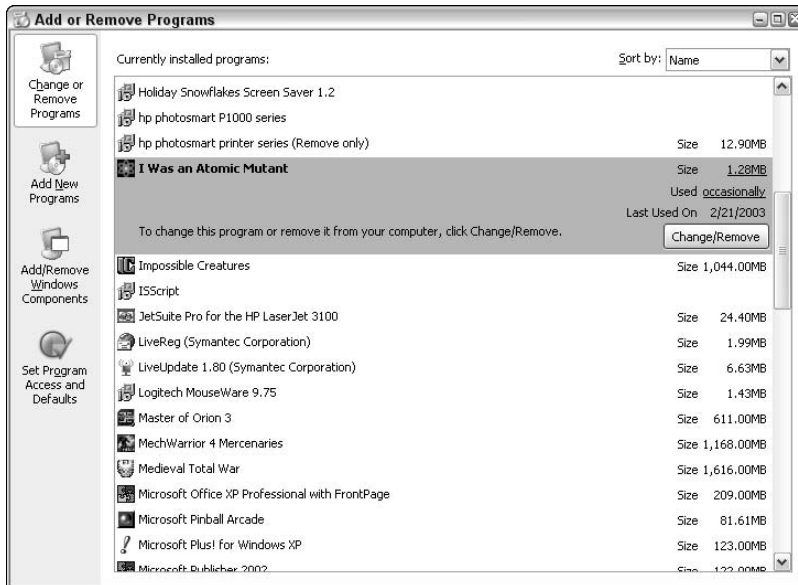 Add or Remove Programs
Change or
Remove
Programs
Add New
Programs
Add/Remove
Windows
Components
Set Program
Access and
Defaults
Currently installed programs:
Sort by: Name
Holiday Snowflakes Screen Saver 1.2
hp photosmart P1000 series
hp photosmart printer series (Remove only) Size 12.90MB
I Was an Atomic Mutant Size 1.28MB
Used occasionally
Last Used On 2/21/2003
To change this program or remove it from your computer, click Change/Remove. Change/Remove
Impossible Creatures Size 1,044.00MB
ISScript
JetSuite Pro for the HP LaserJet 3100 Size 24.40MB
LiveReg (Symantec Corporation) Size 1.99MB
LiveUpdate 1.80 (Symantec Corporation) Size 6.63MB
Logitech MouseWare 9.75 Size 1.43MB
Master of Orion 3 Size 611.00MB
MechWarrior 4 Mercenaries Size 1,168.00MB
Medieval Total War Size 1,616.00MB
Microsoft Office XP Professional with FrontPage Size 209.00MB
Microsoft Pinball Arcade Size 81.61MB
Microsoft Plus! for Windows XP Size 123.00MB
Microsoft Publisher 2002 Size 122.00MB